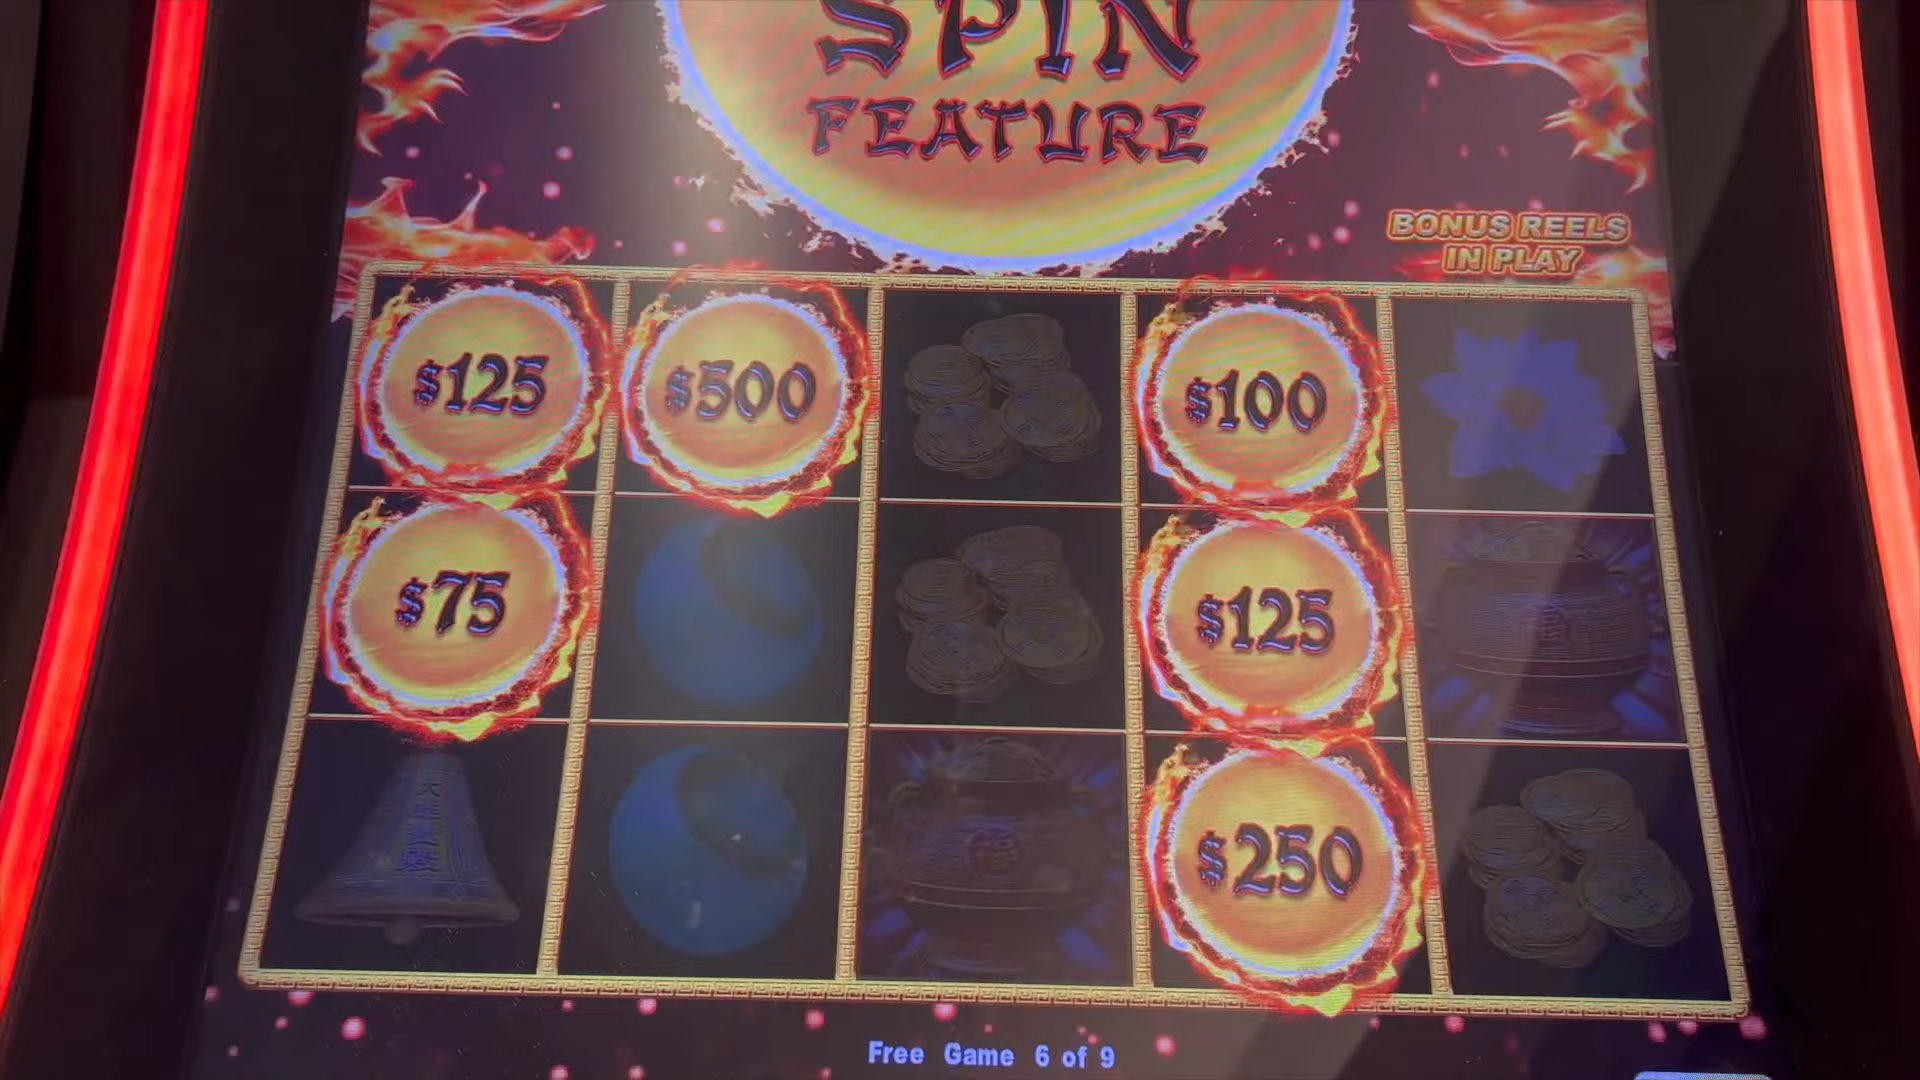 SPIN
FEATURE
BONUS REELS
IN PLAY
$125
$500
$100
$75
$125
$250
Free Game 6 of 9